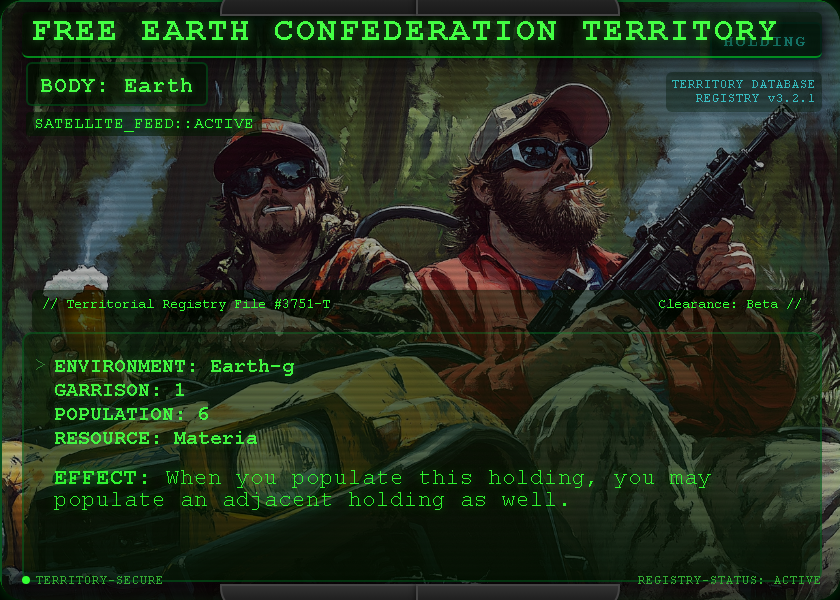 FREE EARTH CONFEDERATION TERRITORY
HOLDING
BODY: Earth
TERRITORY DATABASE
REGISTRY v3.2.1
SATELLITE_FEED::ACTIVE
// Territorial Registry File #3751-T
Clearance: Beta //
> ENVIRONMENT: Earth-g
GARRISON: 1
POPULATION: 6
RESOURCE: Materia
EFFECT: When you populate this holding, you may
populate an adjacent holding as well.
TERRITORY-SECURE
REGISTRY-STATUS: ACTIVE